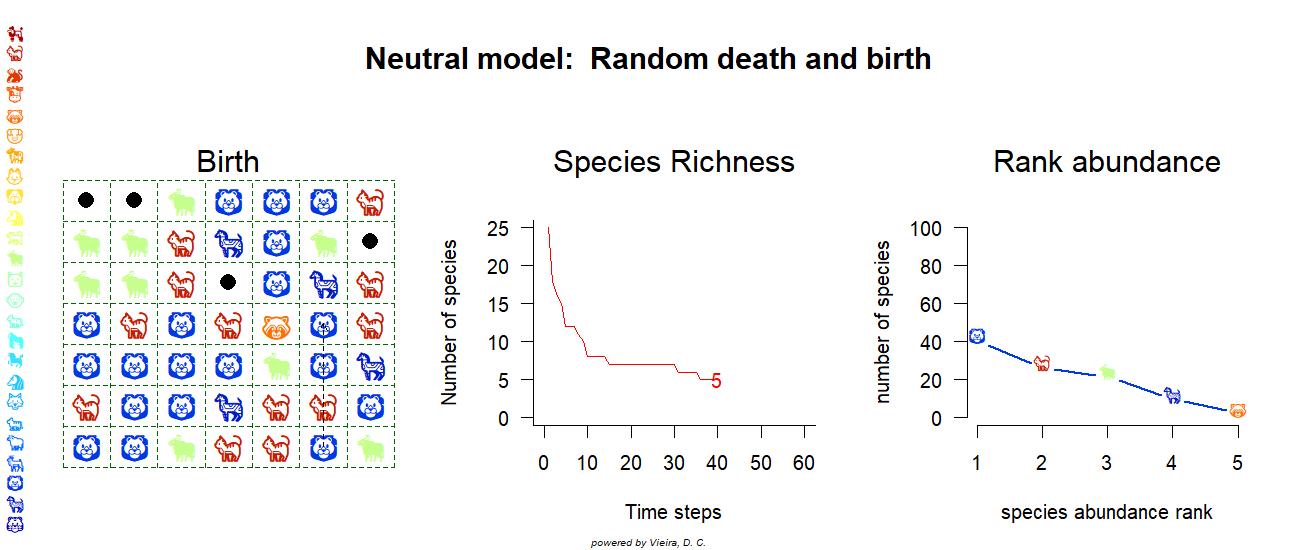 Neutral model:  Random death and birth
Birth
Species Richness
Number of species
25
20
15
10
5
0
5
0 10 20 30 40 50 60
Time steps
Rank abundance
number of species
100
80
60
40
20
0
1 2 3 4 5
species abundance rank
powered by Vieira, D. C.